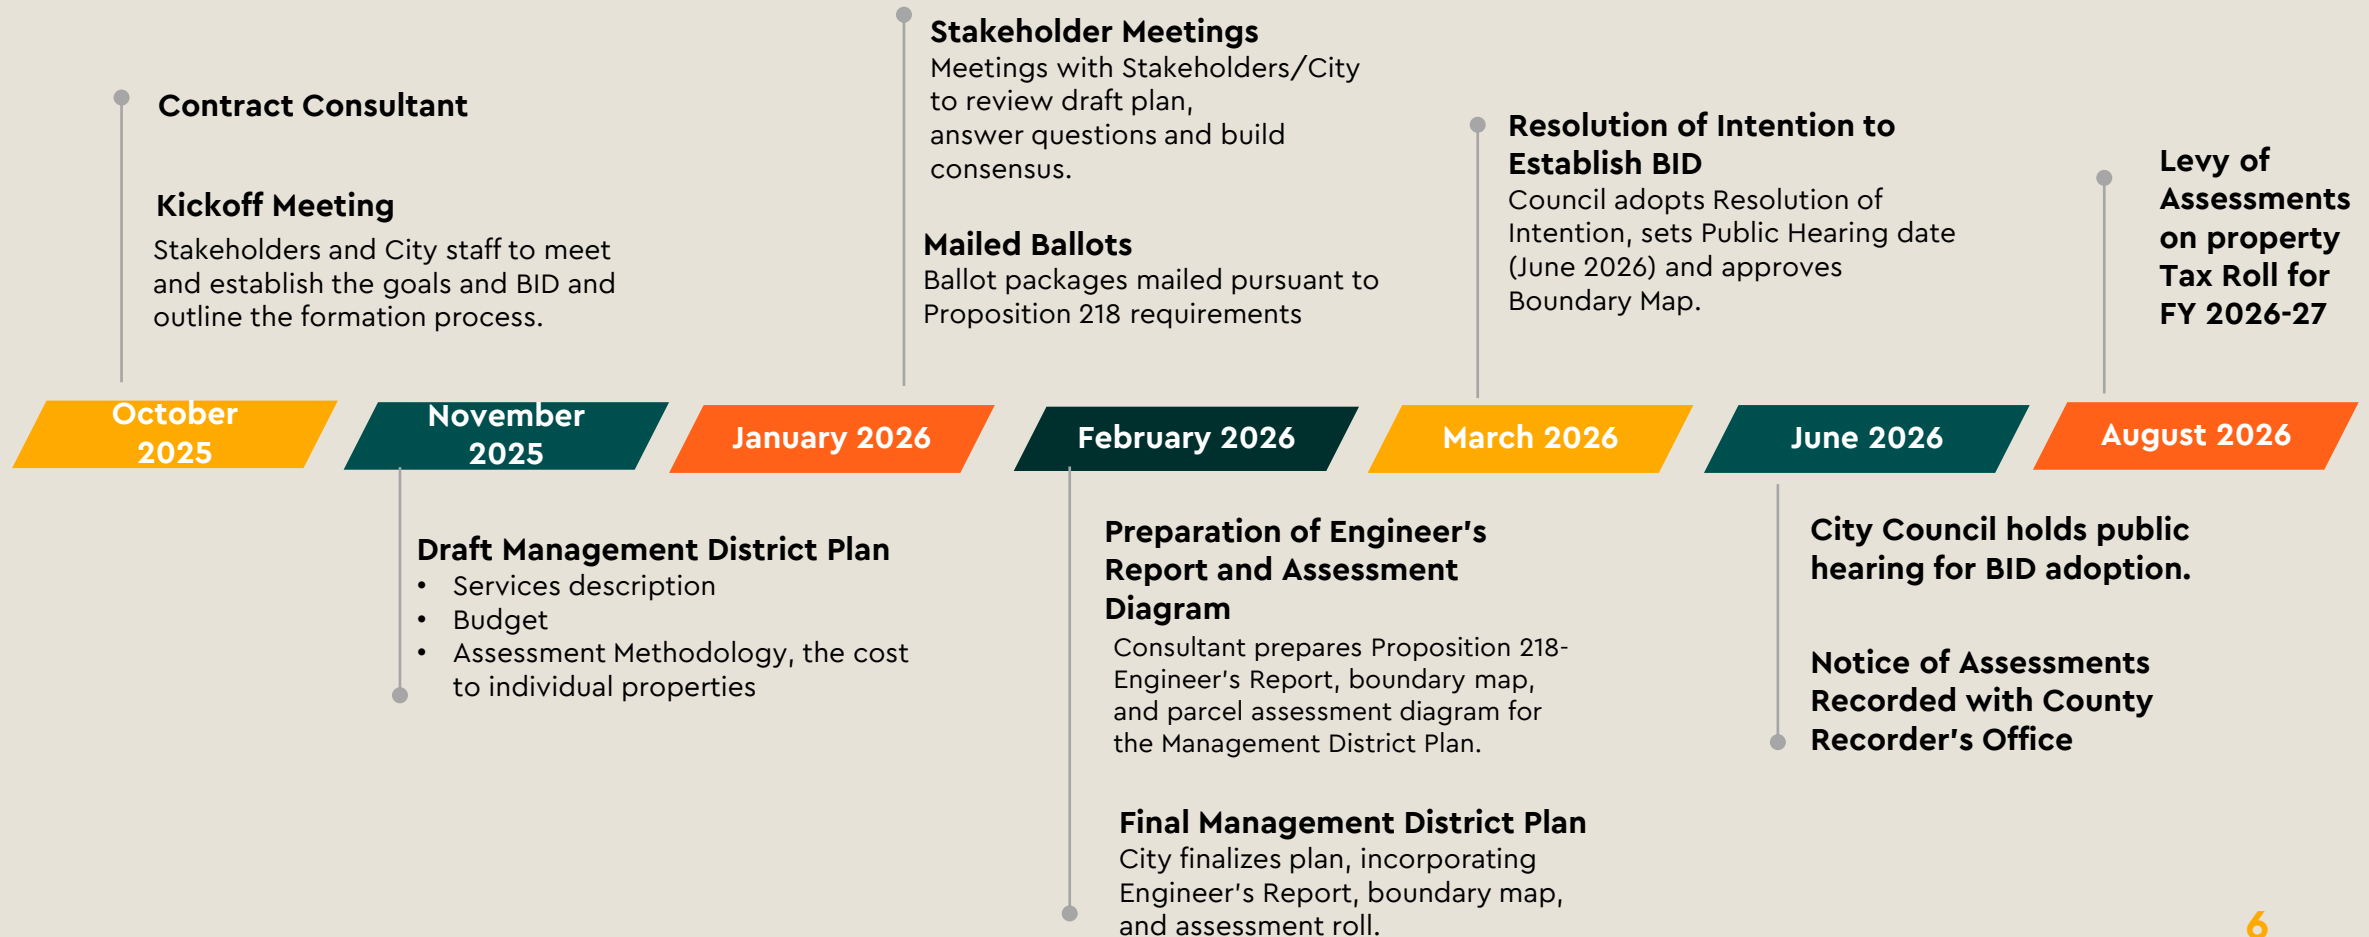 Contract Consultant
Kickoff Meeting
Stakeholders and City staff to meet
and establish the goals and BID and
outline the formation process.
Stakeholder Meetings
Meetings with Stakeholders/City
to review draft plan,
answer questions and build
consensus.
Mailed Ballots
Ballot packages mailed pursuant to
Proposition 218 requirements
Resolution of Intention to
Establish BID
Council adopts Resolution of
Intention, sets Public Hearing date
(June 2026) and approves
Boundary Map.
Levy of
Assessments
on property
Tax Roll for
FY 2026-27
October
2025
November
2025
January 2026
February 2026
March 2026
June 2026
August 2026
Draft Management District Plan
• Services description
• Budget
• Assessment Methodology, the cost
to individual properties
Preparation of Engineer's
Report and Assessment
Diagram
Consultant prepares Proposition 218-
Engineer's Report, boundary map,
and parcel assessment diagram for
the Management District Plan.
Final Management District Plan
City finalizes plan, incorporating
Engineer's Report, boundary map,
and assessment roll.
City Council holds public
hearing for BID adoption.
Notice of Assessments
Recorded with County
Recorder's Office
6